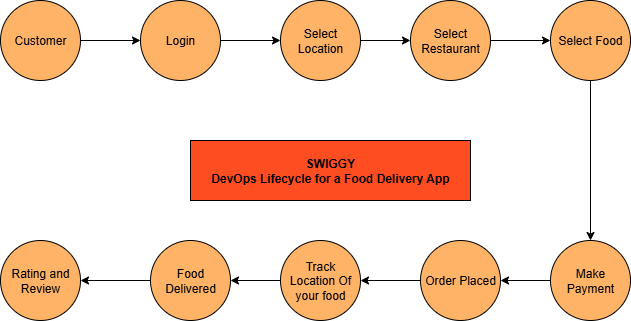 Customer
Login
Select
Location
Select
Restaurant
Select Food
SWIGGY
DevOps Lifecycle for a Food Delivery App
Rating and
Review
Food
Delivered
Track
Location Of
your food
Order Placed
Make
Payment